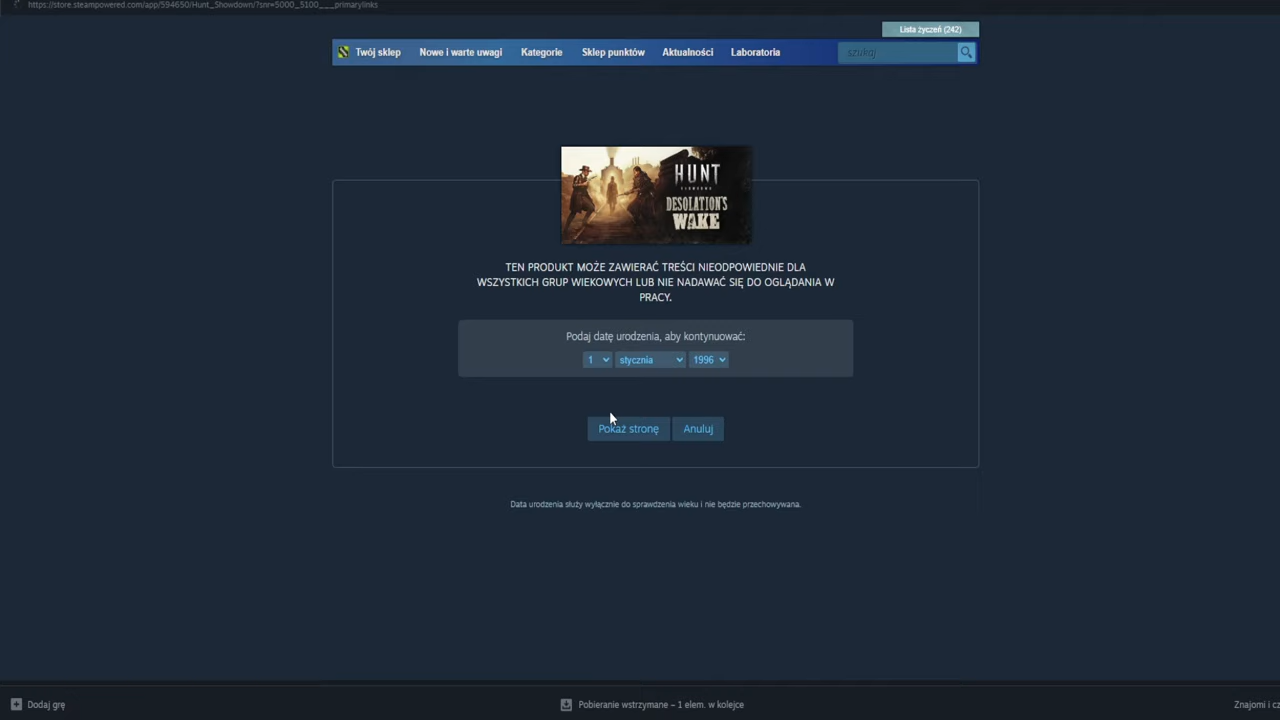 https://store.steampowered.com/app/594650/Hunt_Showdown/?snr=5000_5100___primarylinks
Lista życzeń (242)
Twój sklep Nowe i warte uwagi Kategorie Sklep punktów Aktualności Laboratoria szukaj
HUNT
SHOWDOWN
DESOLATION'S
WAKE
TEN PRODUKT MOŻE ZAWIERAĆ TREŚCI NIEODPOWIEDNIE DLA
WSZYSTKICH GRUP WIEKOWYCH LUB NIE NADAWAĆ SIĘ DO OGLĄDANIA W
PRACY.
Podaj datę urodzenia, aby kontynuować:
1 stycznia 1996
Pokaż stronę Anuluj
Data urodzenia służy wyłącznie do sprawdzenia wieku i nie będzie przechowywana.
Dodaj grę Pobieranie wstrzymane – 1 elem. w kolejce Znajomi i